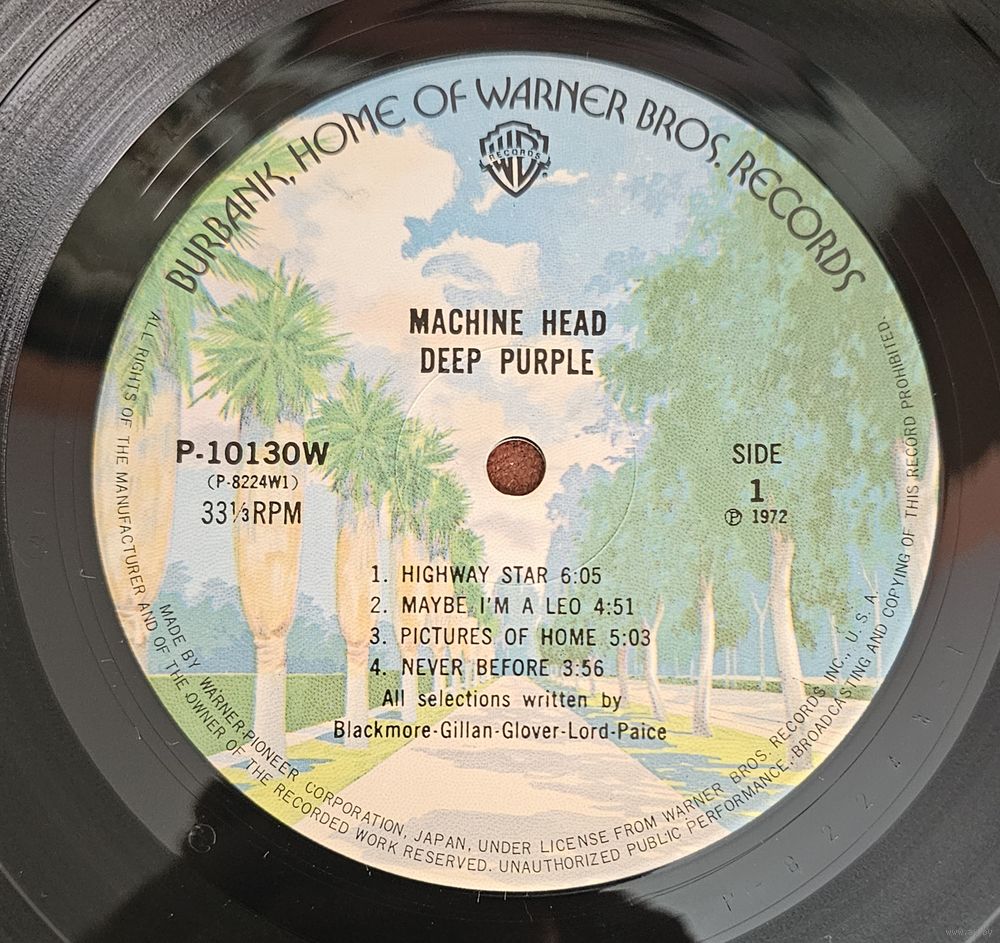 BURBANK, HOME OF WARNER BROS. RECORDS
WB
RECORDS
MACHINE HEAD
DEEP PURPLE
P-10130W
(P-8224W1)
33⅓RPM
SIDE
1
Ⓟ 1972
1. HIGHWAY STAR 6:05
2. MAYBE I'M A LEO 4:51
3. PICTURES OF HOME 5:03
4. NEVER BEFORE 3:56
All selections written by
Blackmore-Gillan-Glover-Lord-Paice
MADE BY WARNER-PIONEER CORPORATION, JAPAN, UNDER LICENSE FROM WARNER BROS. RECORDS INC., U. S. A.
ALL RIGHTS OF THE MANUFACTURER AND OF THE OWNER OF THE RECORDED WORK RESERVED. UNAUTHORIZED PUBLIC PERFORMANCE, BROADCASTING AND COPYING OF THIS RECORD PROHIBITED.